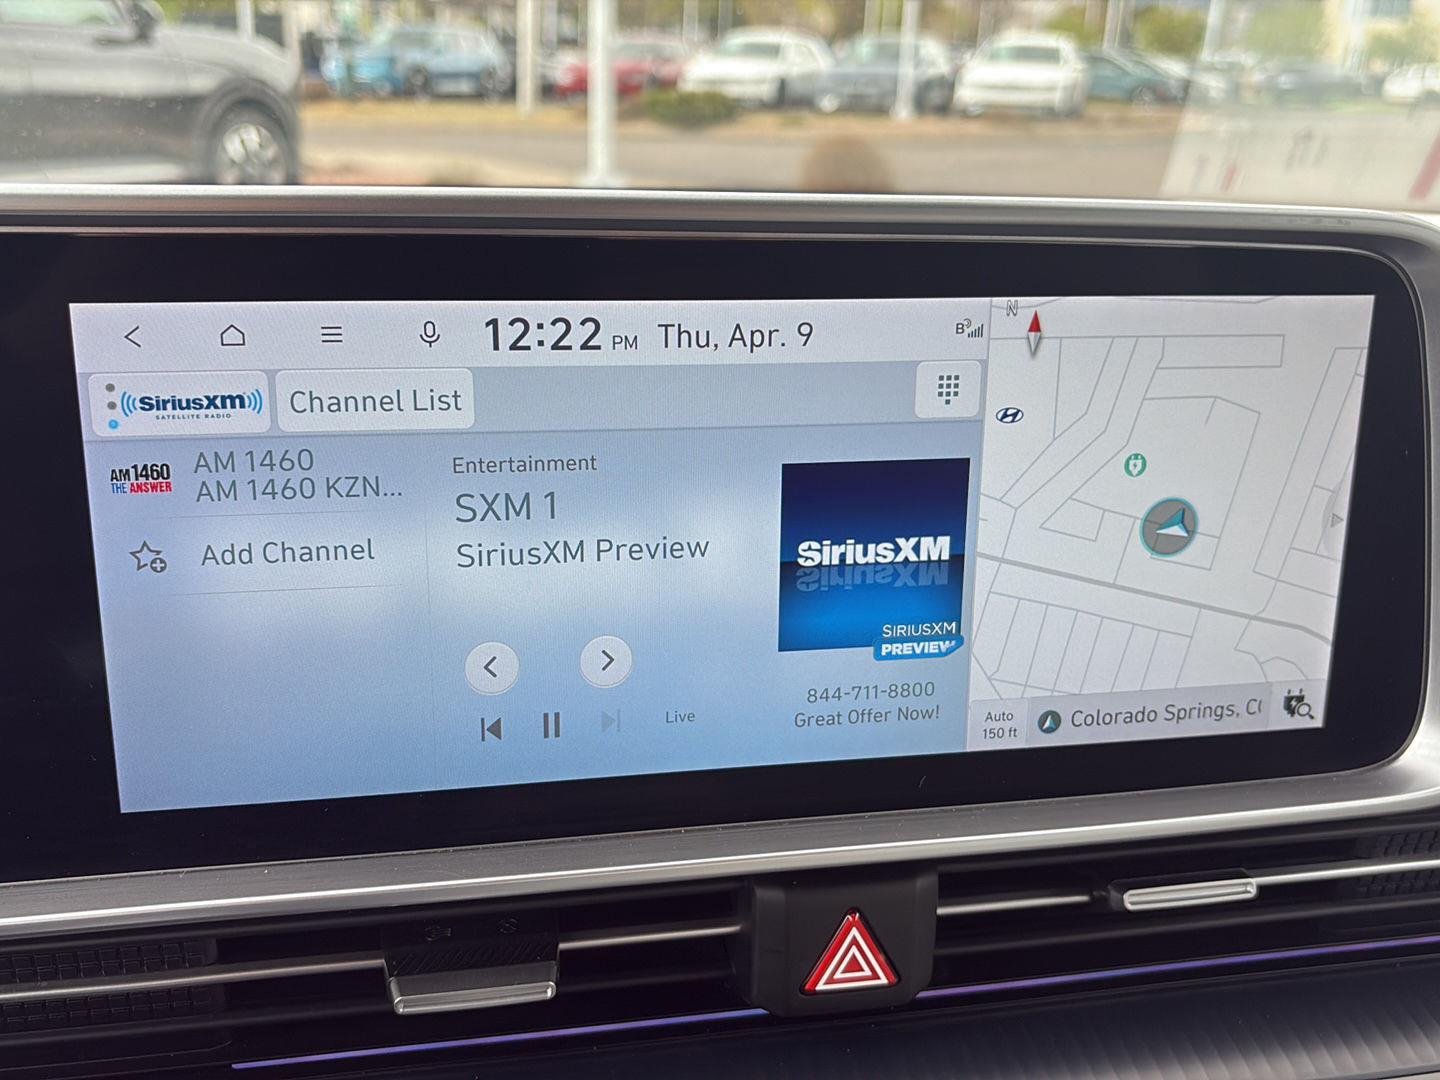 12:22 PM Thu, Apr. 9
B
N
SiriusXM
SATELLITE RADIO
Channel List
AM 1460
THE ANSWER
AM 1460
AM 1460 KZN...
Add Channel
Entertainment
SXM 1
SiriusXM Preview
Live
SiriusXM
SIRIUSXM
PREVIEW
844-711-8800
Great Offer Now!
Auto
150 ft
Colorado Springs, C